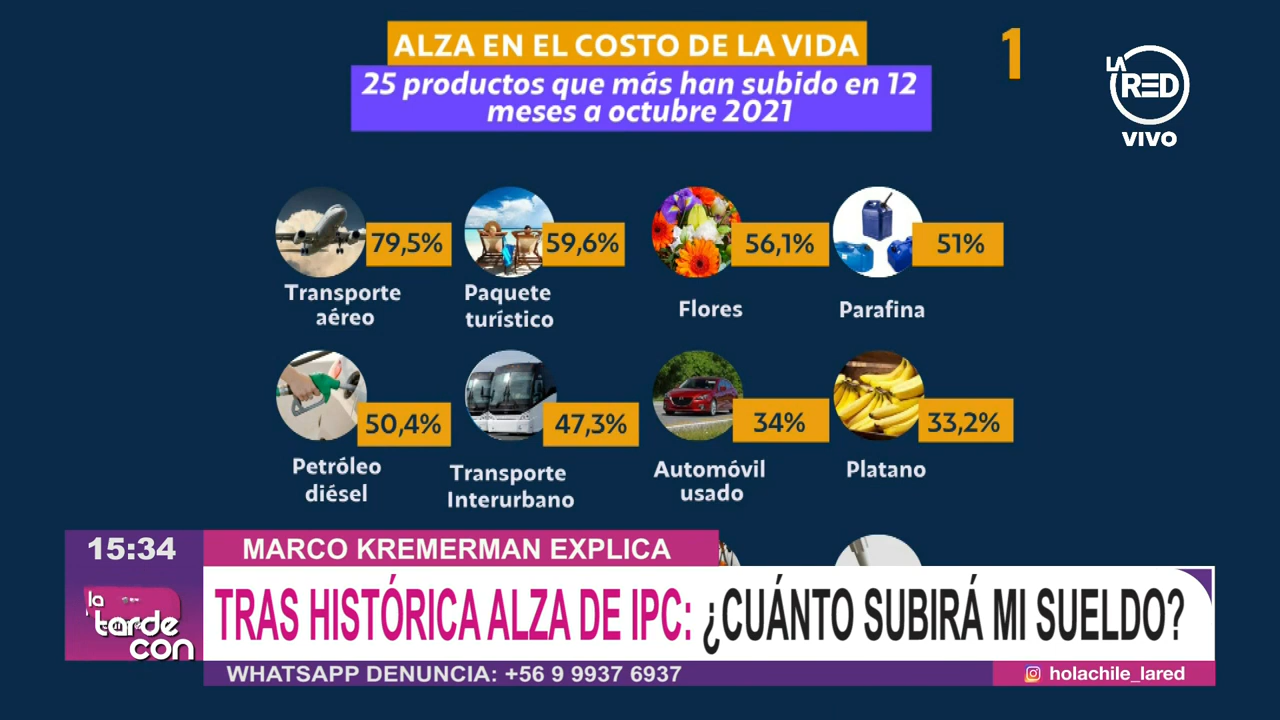 ALZA EN EL COSTO DE LA VIDA
25 productos que más han subido en 12
meses a octubre 2021
1
LA
RED
VIVO
79,5%
59,6%
56,1%
51%
Transporte
aéreo
Paquete
turístico
Flores
Parafina
50,4%
47,3%
34%
33,2%
Petróleo
diésel
Transporte
Interurbano
Automóvil
usado
Platano
15:34
MARCO KREMERMAN EXPLICA
la
tarde
con
TRAS HISTÓRICA ALZA DE IPC: ¿CUÁNTO SUBIRÁ MI SUELDO?
WHATSAPP DENUNCIA: +56 9 9937 6937
holachile_lared